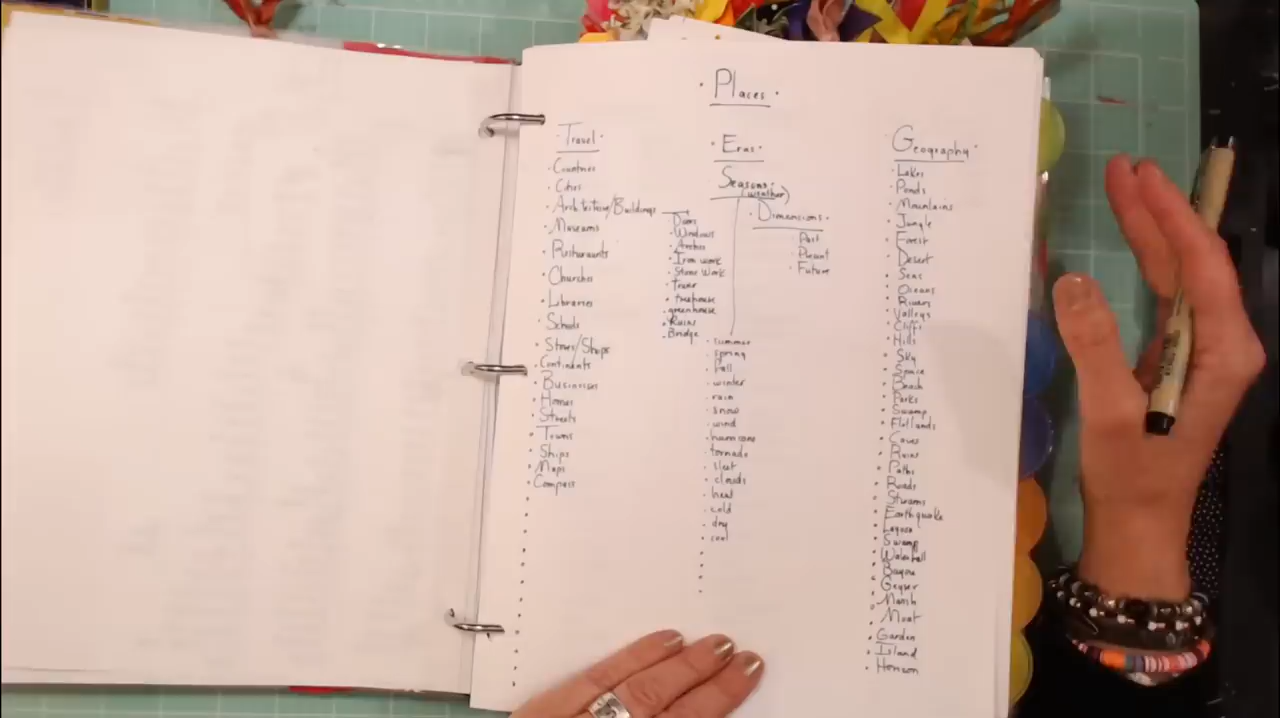 · Places ·
· Travel ·
· Countries
· Cities
· Architecture/Buildings
· Museums
· Restaurants
· Churches
· Libraries
· Schools
· Stores/Shops
· Continents
· Businesses
· Homes
· Streets
· Towns
· Ships
· Maps
· Compass
· Doors
· Windows
· Arches
· Iron work
· Stone Work
· Tower
· treehouse
· greenhouse
· Ruins
· Bridge
· Eras ·
Seasons ·
(weather)
· summer
· spring
· fall
· winter
· rain
· snow
· wind
· hurricane
· tornado
· sleet
· clouds
· heat
· cold
· dry
· cool
· Dimensions ·
· Past
· Present
· Future
· Geography ·
· Lakes
· Ponds
· Mountains
· Jungle
· Forest
· Desert
· Seas
· Oceans
· Rivers
· Valleys
· Cliffs
· Hills
· Sky
· Space
· Beach
· Parks
· Swamp
· Flatlands
· Caves
· Ruins
· Paths
· Roads
· Streams
· Earthquake
· Lagoon
· Swamp
· Waterfall
· Bayou
· Geyser
· Marsh
· Moat
· Garden
· Island